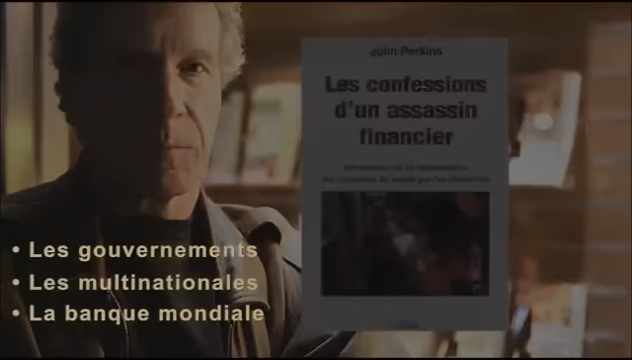 John Perkins
Les confessions
d'un assassin
financier
• Les gouvernements
• Les multinationales
• La banque mondiale